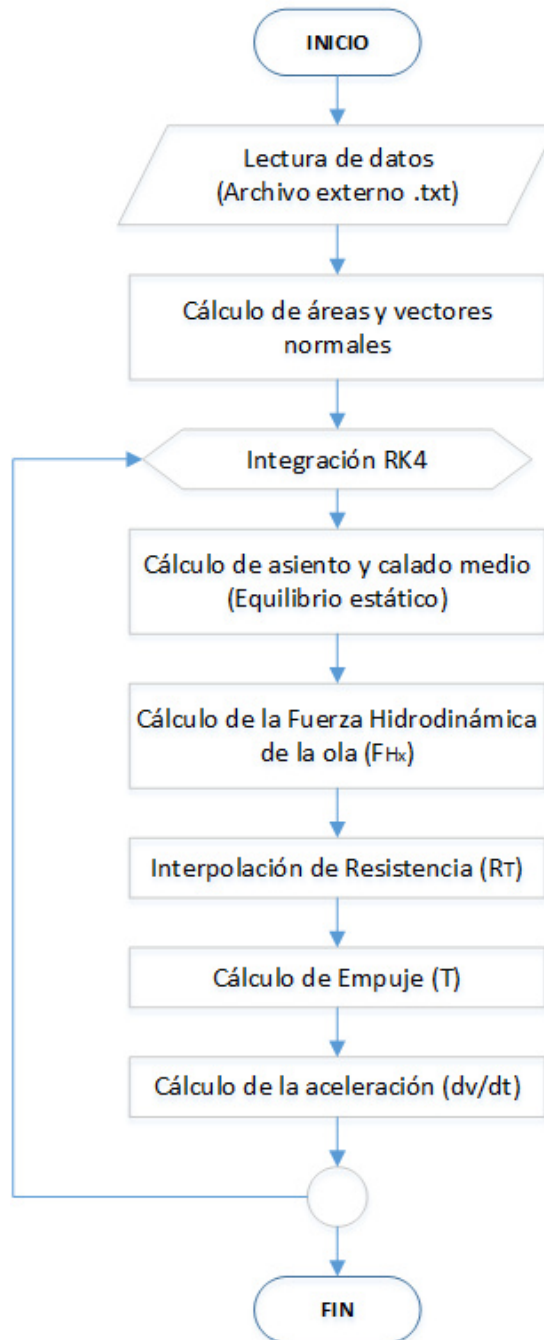 INICIO
Lectura de datos
(Archivo externo .txt)
Cálculo de áreas y vectores
normales
Integración RK4
Cálculo de asiento y calado medio
(Equilibrio estático)
Cálculo de la Fuerza Hidrodinámica
de la ola (FHx)
Interpolación de Resistencia (RT)
Cálculo de Empuje (T)
Cálculo de la aceleración (dv/dt)
FIN